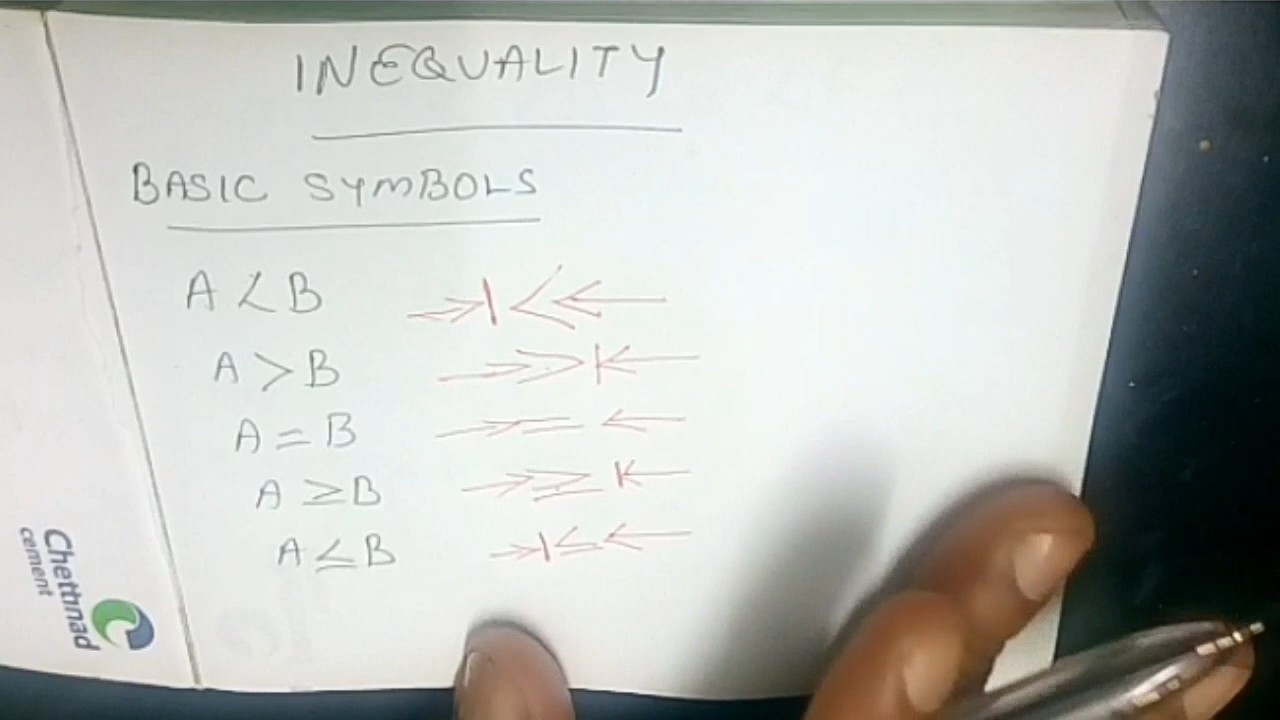 INEQUALITY
BASIC SYMBOLS
A < B
A > B
A = B
A ≥ B
A ≤ B
Chettinad
cement